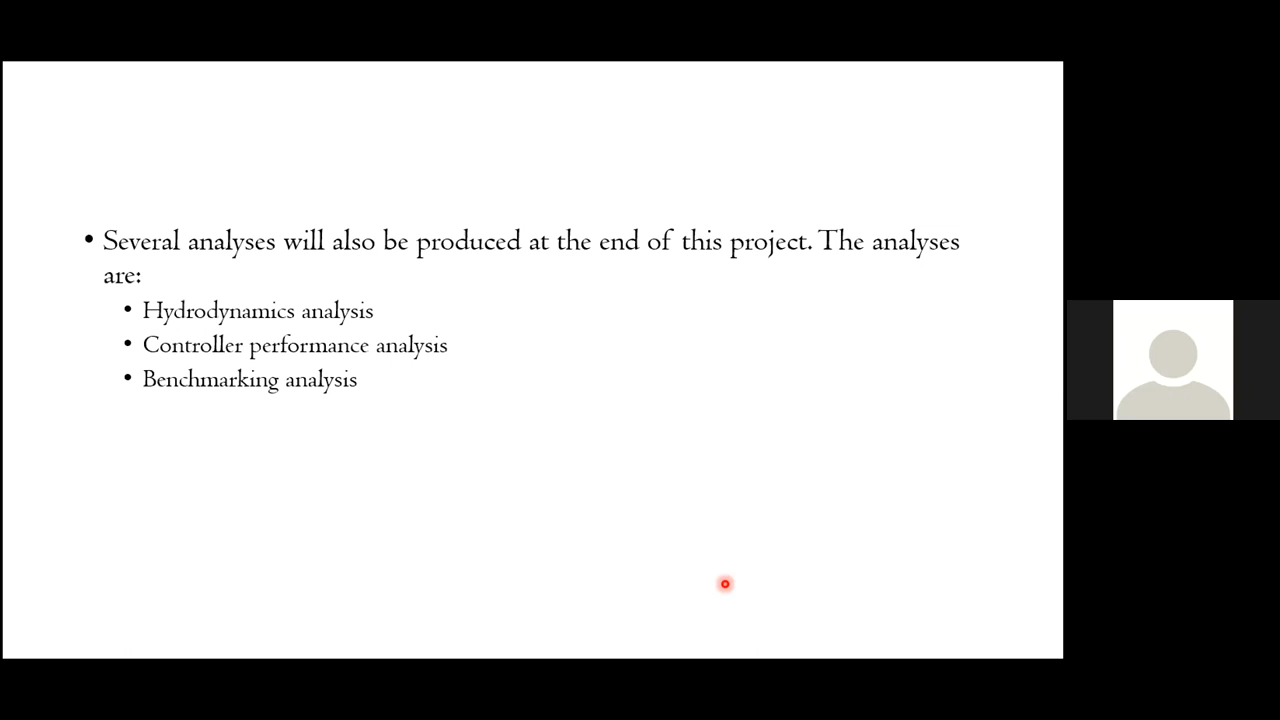 • Several analyses will also be produced at the end of this project. The analyses
are:
• Hydrodynamics analysis
• Controller performance analysis
• Benchmarking analysis